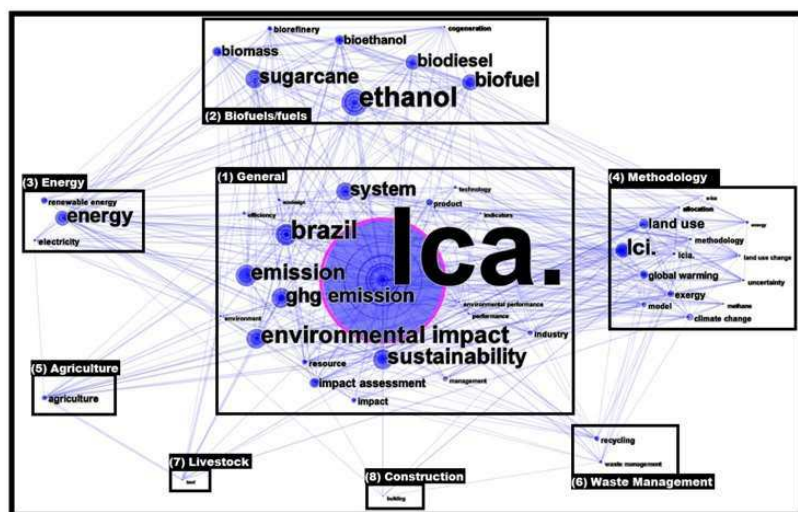 biorefinery
cogeneration
biomass
bioethanol
biodiesel
sugarcane
biofuel
ethanol
(2) Biofuels/fuels
(1) General
(3) Energy
(4) Methodology
renewable energy
energy
electricity
system
technology
product
efficiency
indicators
brazil
lca.
emission
ghg emission
environmental performance
performance
environment
environmental impact
industry
sustainability
resource
impact assessment
management
impact
allocation
land use
methodology
lci.
lcia.
land use change
global warming
uncertainty
exergy
model
methane
climate change
(5) Agriculture
agriculture
(7) Livestock
(8) Construction
building
recycling
waste management
(6) Waste Management